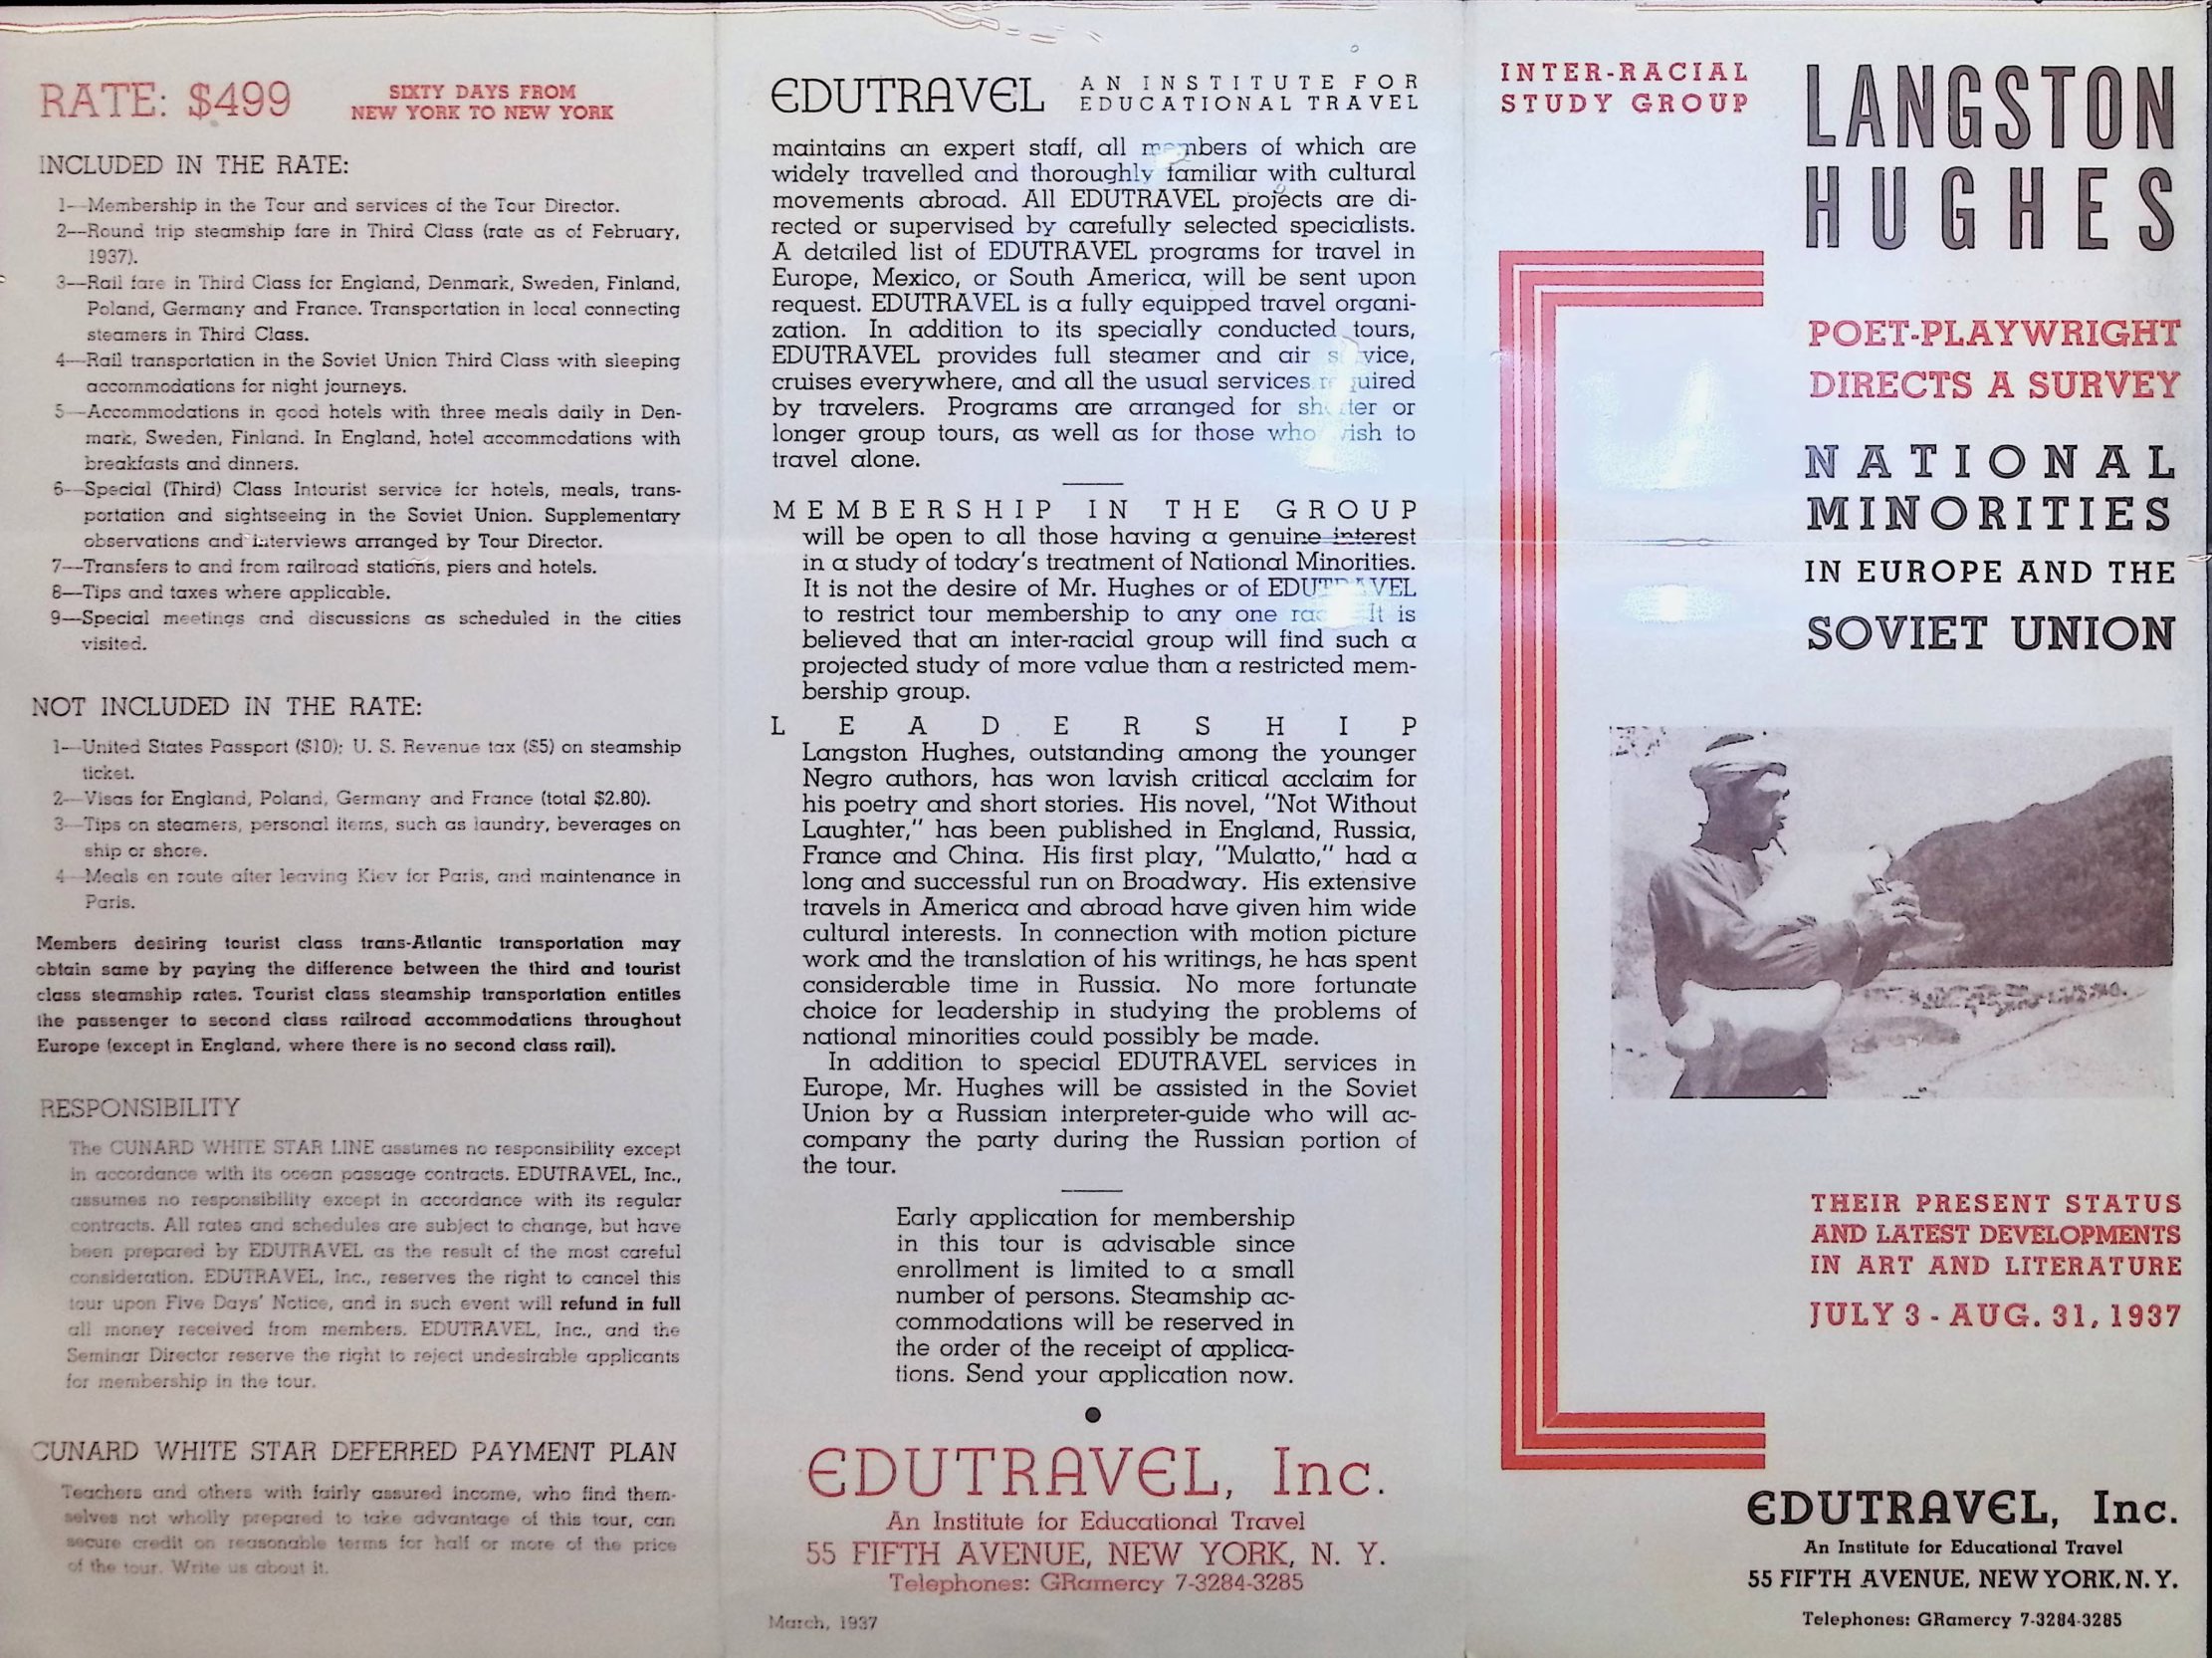 RATE: $499
SIXTY DAYS FROM
NEW YORK TO NEW YORK
INCLUDED IN THE RATE:
1—Membership in the Tour and services of the Tour Director.
2—Round trip steamship fare in Third Class (rate as of February,
1937).
3—Rail fare in Third Class for England, Denmark, Sweden, Finland,
Poland, Germany and France. Transportation in local connecting
steamers in Third Class.
4—Rail transportation in the Soviet Union Third Class with sleeping
accommodations for night journeys.
5—Accommodations in good hotels with three meals daily in Den-
mark, Sweden, Finland. In England, hotel accommodations with
breakfasts and dinners.
6—Special (Third) Class Intourist service for hotels, meals, trans-
portation and sightseeing in the Soviet Union. Supplementary
observations and interviews arranged by Tour Director.
7—Transfers to and from railroad stations, piers and hotels.
8—Tips and taxes where applicable.
9—Special meetings and discussions as scheduled in the cities
visited.
NOT INCLUDED IN THE RATE:
1—United States Passport ($10); U. S. Revenue tax ($5) on steamship
ticket.
2—Visas for England, Poland, Germany and France (total $2.80).
3—Tips on steamers, personal items, such as laundry, beverages on
ship or shore.
4—Meals en route after leaving Kiev for Paris, and maintenance in
Paris.
Members desiring tourist class trans-Atlantic transportation may
obtain same by paying the difference between the third and tourist
class steamship rates. Tourist class steamship transportation entitles
the passenger to second class railroad accommodations throughout
Europe (except in England, where there is no second class rail).
RESPONSIBILITY
The CUNARD WHITE STAR LINE assumes no responsibility except
in accordance with its ocean passage contracts. EDUTRAVEL, Inc.,
assumes no responsibility except in accordance with its regular
contracts. All rates and schedules are subject to change, but have
been prepared by EDUTRAVEL as the result of the most careful
consideration. EDUTRAVEL, Inc., reserves the right to cancel this
tour upon Five Days' Notice, and in such event will refund in full
all money received from members. EDUTRAVEL, Inc., and the
Seminar Director reserve the right to reject undesirable applicants
for membership in the tour.
CUNARD WHITE STAR DEFERRED PAYMENT PLAN
Teachers and others with fairly assured income, who find them-
selves not wholly prepared to take advantage of this tour, can
secure credit on reasonable terms for half or more of the price
of the tour. Write us about it.
EDUTRAVEL AN INSTITUTE FOR
EDUCATIONAL TRAVEL
maintains an expert staff, all members of which are
widely travelled and thoroughly familiar with cultural
movements abroad. All EDUTRAVEL projects are di-
rected or supervised by carefully selected specialists.
A detailed list of EDUTRAVEL programs for travel in
Europe, Mexico, or South America, will be sent upon
request. EDUTRAVEL is a fully equipped travel organi-
zation. In addition to its specially conducted tours,
EDUTRAVEL provides full steamer and air service,
cruises everywhere, and all the usual services required
by travelers. Programs are arranged for shorter or
longer group tours, as well as for those who wish to
travel alone.
MEMBERSHIP IN THE GROUP
will be open to all those having a genuine interest
in a study of today's treatment of National Minorities.
It is not the desire of Mr. Hughes or of EDUTRAVEL
to restrict tour membership to any one race. It is
believed that an inter-racial group will find such a
projected study of more value than a restricted mem-
bership group.
LEADERSHIP
Langston Hughes, outstanding among the younger
Negro authors, has won lavish critical acclaim for
his poetry and short stories. His novel, "Not Without
Laughter," has been published in England, Russia,
France and China. His first play, "Mulatto," had a
long and successful run on Broadway. His extensive
travels in America and abroad have given him wide
cultural interests. In connection with motion picture
work and the translation of his writings, he has spent
considerable time in Russia. No more fortunate
choice for leadership in studying the problems of
national minorities could possibly be made.
In addition to special EDUTRAVEL services in
Europe, Mr. Hughes will be assisted in the Soviet
Union by a Russian interpreter-guide who will ac-
company the party during the Russian portion of
the tour.
Early application for membership
in this tour is advisable since
enrollment is limited to a small
number of persons. Steamship ac-
commodations will be reserved in
the order of the receipt of applica-
tions. Send your application now.
EDUTRAVEL, Inc.
An Institute for Educational Travel
55 FIFTH AVENUE, NEW YORK, N. Y.
Telephones: GRamercy 7-3284-3285
March, 1937
INTER-RACIAL
STUDY GROUP
LANGSTON
HUGHES
POET-PLAYWRIGHT
DIRECTS A SURVEY
NATIONAL
MINORITIES
IN EUROPE AND THE
SOVIET UNION
THEIR PRESENT STATUS
AND LATEST DEVELOPMENTS
IN ART AND LITERATURE
JULY 3 - AUG. 31, 1937
EDUTRAVEL, Inc.
An Institute for Educational Travel
55 FIFTH AVENUE, NEW YORK, N. Y.
Telephones: GRamercy 7-3284-3285